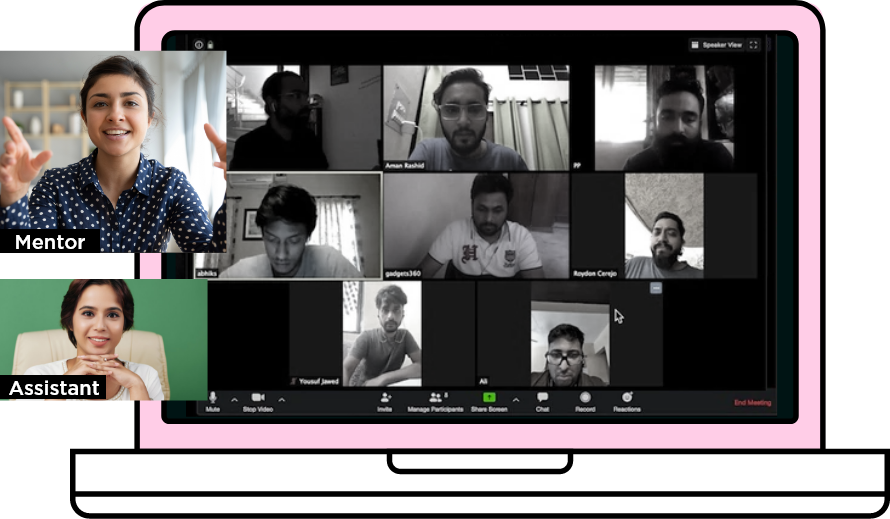 Speaker View
Mentor
Aman Rashid
PP
abhiks
gadgets360
Roydon Cerejo
Assistant
Yousuf Jawed
Ali
Mute
Stop Video
Invite
Manage Participants
8
Share Screen
Chat
Record
Reactions
End Meeting